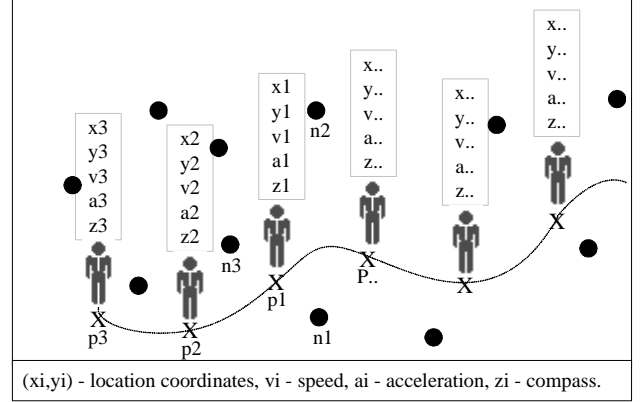 x3
y3
v3
a3
z3
X
p3
x2
y2
v2
a2
z2
X
p2
n3
x1
y1
v1
a1
z1
X
p1
n2
n1
x..
y..
v..
a..
z..
X
P..
x..
y..
v..
a..
z..
X
x..
y..
v..
a..
z..
X
(xi,yi) - location coordinates, vi - speed, ai - acceleration, zi - compass.